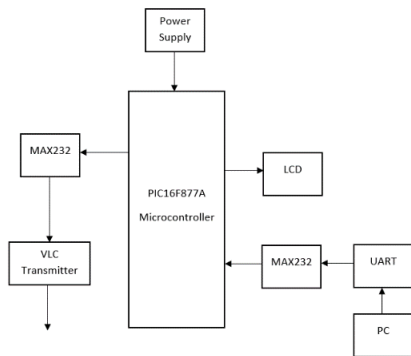 Power
Supply
MAX232
PIC16F877A
Microcontroller
LCD
VLC
Transmitter
MAX232
UART
PC